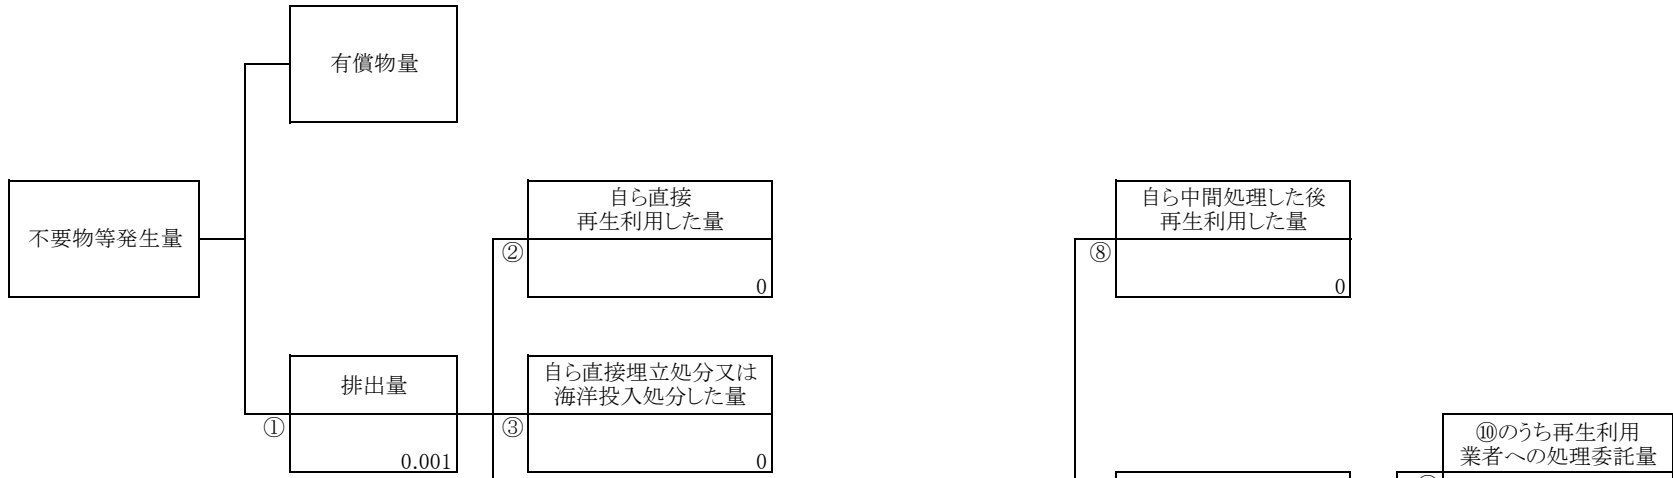 有償物量
不要物等発生量
自ら直接
再生利用した量
②
0
自ら中間処理した後
再生利用した量
⑧
0
排出量
①
0.001
自ら直接埋立処分又は
海洋投入処分した量
③
0
⑩のうち再生利用
業者への処理委託量